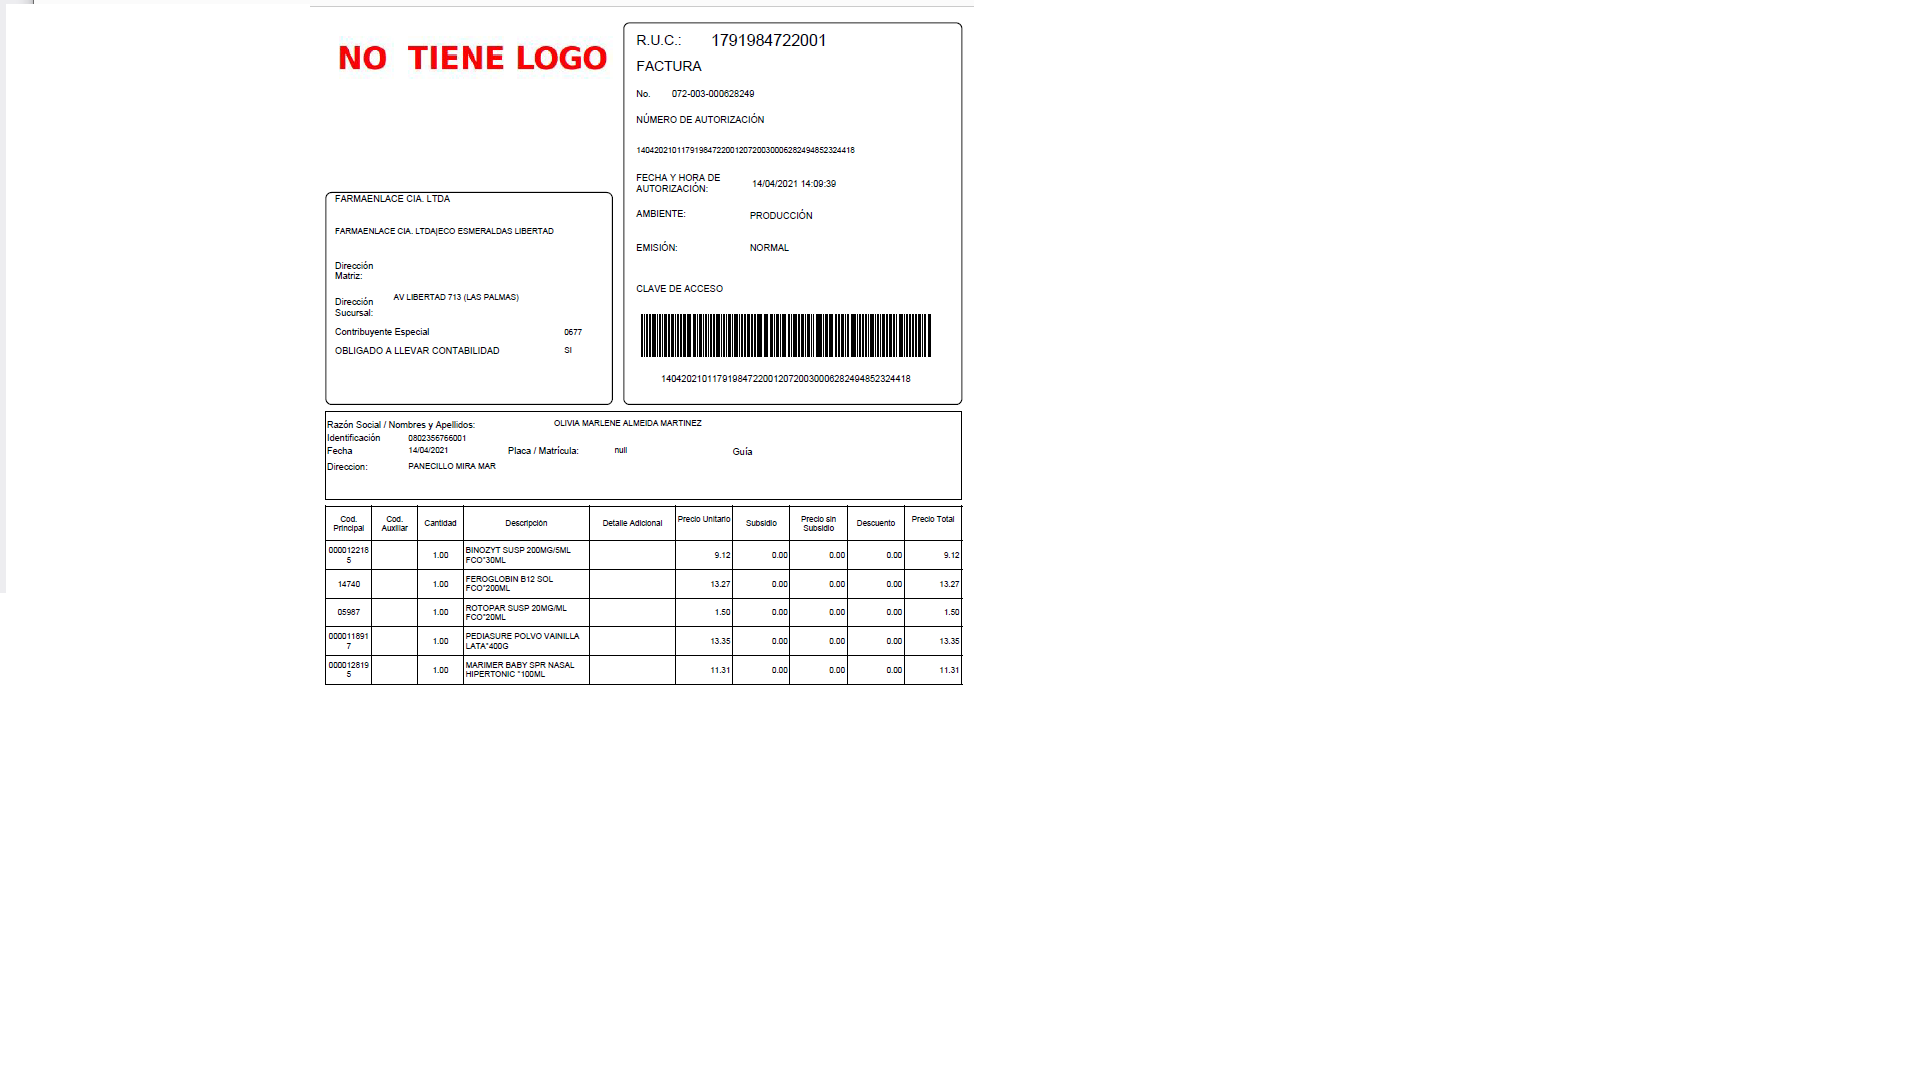 NO TIENE LOGO
R.U.C.: 1791984722001
FACTURA
No. 072-003-000628249
NÚMERO DE AUTORIZACIÓN
1404202101179198472200120720030006282494852324418
FECHA Y HORA DE
AUTORIZACIÓN:
14/04/2021 14:09:39
AMBIENTE: PRODUCCIÓN
EMISIÓN: NORMAL
CLAVE DE ACCESO
1404202101179198472200120720030006282494852324418
FARMAENLACE CIA. LTDA
FARMAENLACE CIA. LTDA|ECO ESMERALDAS LIBERTAD
Dirección
Matriz:
Dirección
Sucursal:
AV LIBERTAD 713 (LAS PALMAS)
Contribuyente Especial 0677
OBLIGADO A LLEVAR CONTABILIDAD SI
Razón Social / Nombres y Apellidos: OLIVIA MARLENE ALMEIDA MARTINEZ
Identificación 0802356766001
Fecha 14/04/2021 Placa / Matrícula: null Guía
Direccion: PANECILLO MIRA MAR
Cod. Principal Cod. Auxiliar Cantidad Descripción Detalle Adicional Precio Unitario Subsidio Precio sin Subsidio Descuento Precio Total
0000122185 1.00 BINOZYT SUSP 200MG/5ML FCO*30ML 9.12 0.00 0.00 0.00 9.12
14740 1.00 FEROGLOBIN B12 SOL FCO*200ML 13.27 0.00 0.00 0.00 13.27
05987 1.00 ROTOPAR SUSP 20MG/ML FCO*20ML 1.50 0.00 0.00 0.00 1.50
0000118917 1.00 PEDIASURE POLVO VAINILLA LATA*400G 13.35 0.00 0.00 0.00 13.35
0000128195 1.00 MARIMER BABY SPR NASAL HIPERTONIC *100ML 11.31 0.00 0.00 0.00 11.31